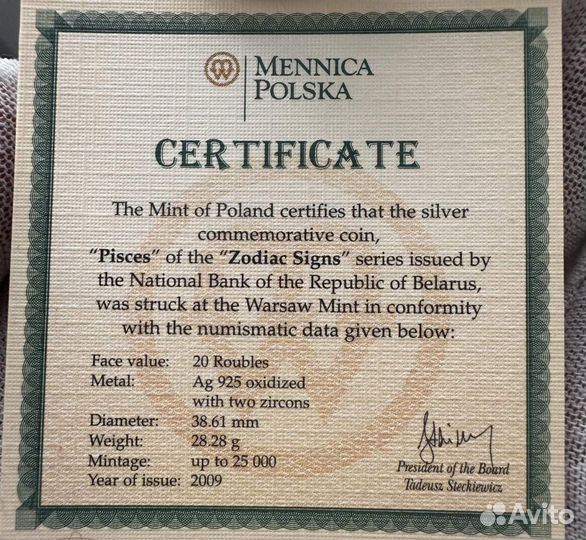 MENNICA
POLSKA
CERTIFICATE
The Mint of Poland certifies that the silver
commemorative coin,
“Pisces” of the “Zodiac Signs” series issued by
the National Bank of the Republic of Belarus,
was struck at the Warsaw Mint in conformity
with the numismatic data given below:
Face value: 20 Roubles
Metal: Ag 925 oxidized
with two zircons
Diameter: 38.61 mm
Weight: 28.28 g
Mintage: up to 25 000
Year of issue: 2009
President of the Board
Tadeusz Steckiewicz
Avito